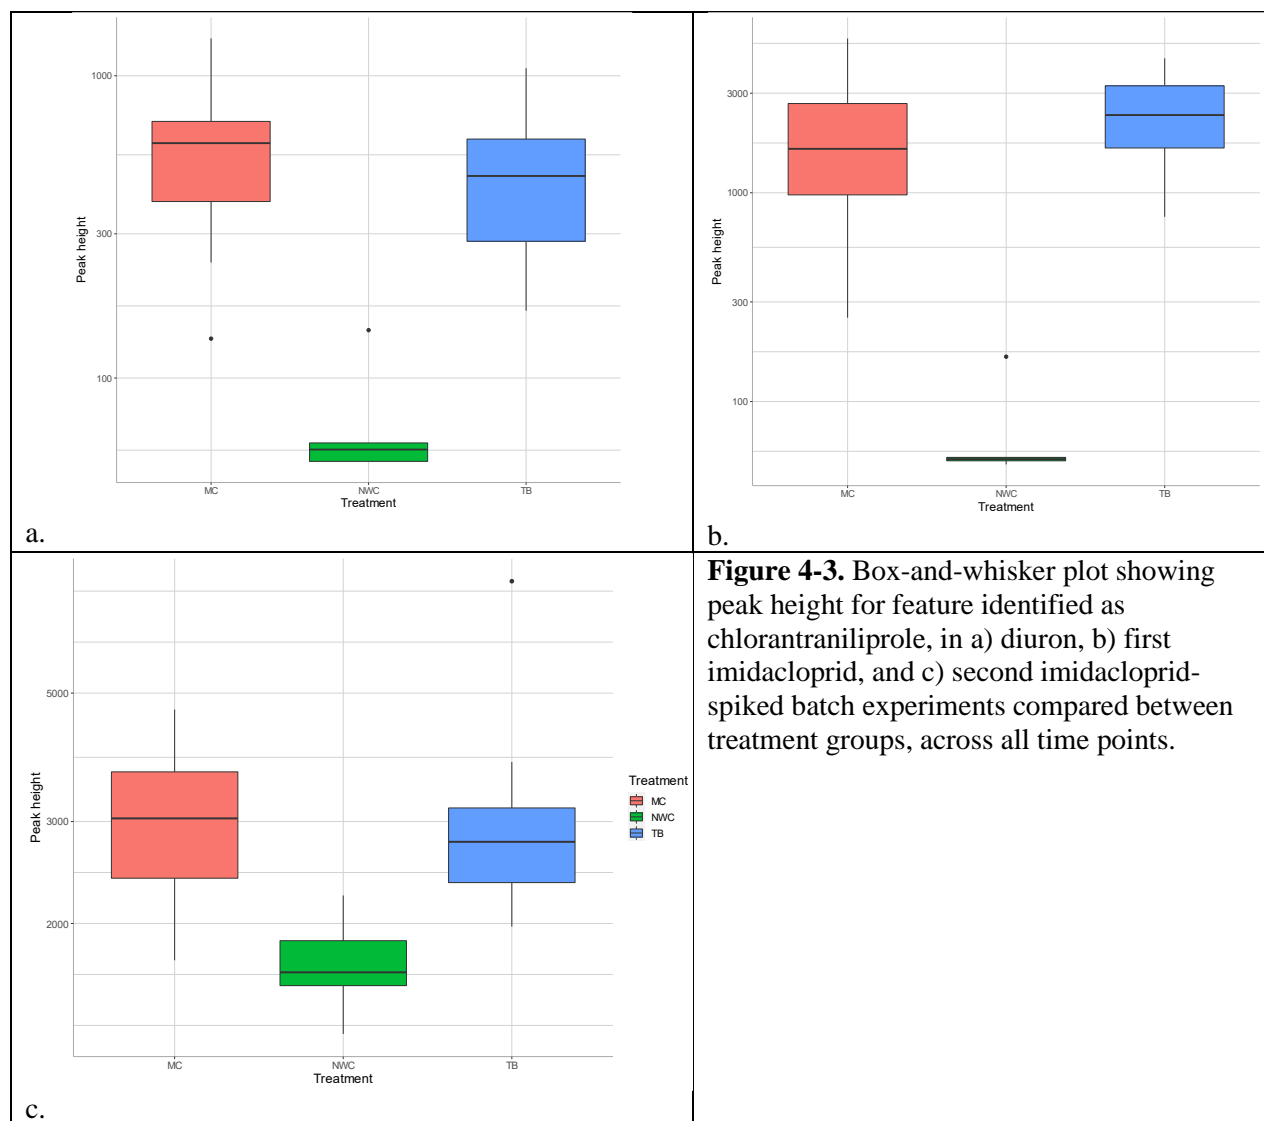 1000
300
100
Peak height
MC
NWC
TB
Treatment
a.
3000
1000
300
100
Peak height
MC
NWC
TB
Treatment
b.
5000
3000
2000
Peak height
MC
NWC
TB
Treatment
Treatment
MC
NWC
TB
c.
Figure 4-3. Box-and-whisker plot showing
peak height for feature identified as
chlorantraniliprole, in a) diuron, b) first
imidacloprid, and c) second imidacloprid-
spiked batch experiments compared between
treatment groups, across all time points.